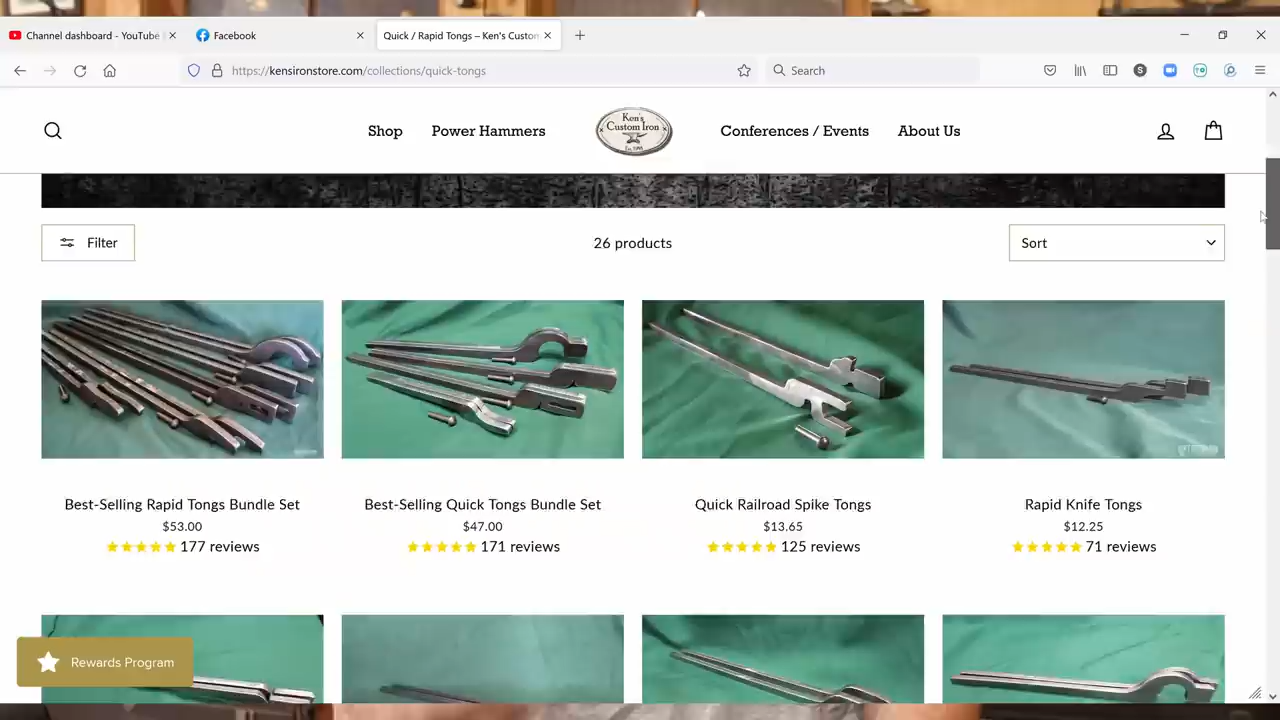 Channel dashboard - YouTube
Facebook
Quick / Rapid Tongs – Ken's Custom
https://kensironstore.com/collections/quick-tongs
Search
Shop
Power Hammers
Ken's
Custom Iron
Conferences / Events
About Us
Filter
26 products
Sort
Best-Selling Rapid Tongs Bundle Set
$53.00
177 reviews
Best-Selling Quick Tongs Bundle Set
$47.00
171 reviews
Quick Railroad Spike Tongs
$13.65
125 reviews
Rapid Knife Tongs
$12.25
71 reviews
Rewards Program